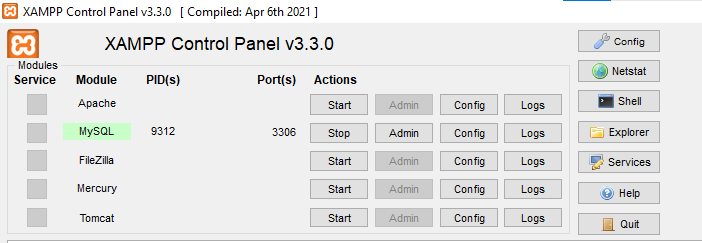 XAMPP Control Panel v3.3.0 [ Compiled: Apr 6th 2021 ]
XAMPP Control Panel v3.3.0
Modules
Service Module PID(s) Port(s) Actions
Apache Start Admin Config Logs
MySQL 9312 3306 Stop Admin Config Logs
FileZilla Start Admin Config Logs
Mercury Start Admin Config Logs
Tomcat Start Admin Config Logs
Config
Netstat
Shell
Explorer
Services
Help
Quit